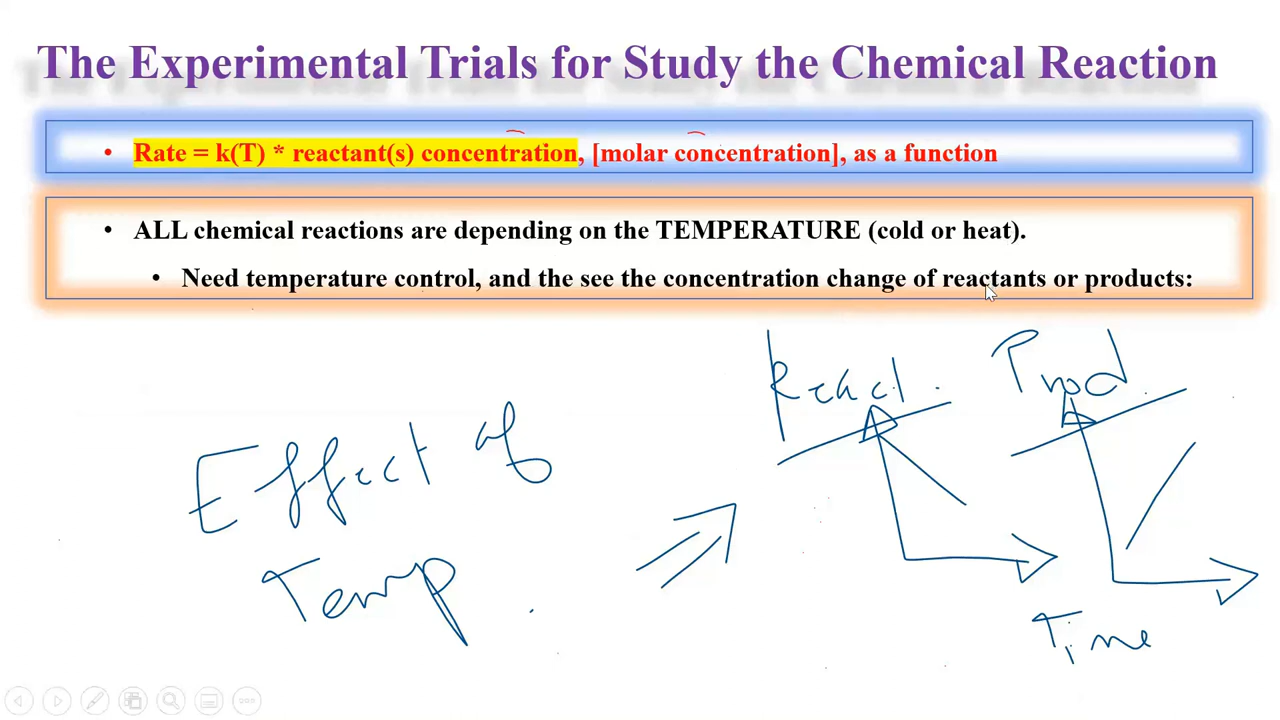 The Experimental Trials for Study the Chemical Reaction
• Rate = k(T) * reactant(s) concentration, [molar concentration], as a function
• ALL chemical reactions are depending on the TEMPERATURE (cold or heat).
• Need temperature control, and the see the concentration change of reactants or products:
React. Prod
Effect of
Temp.
Time